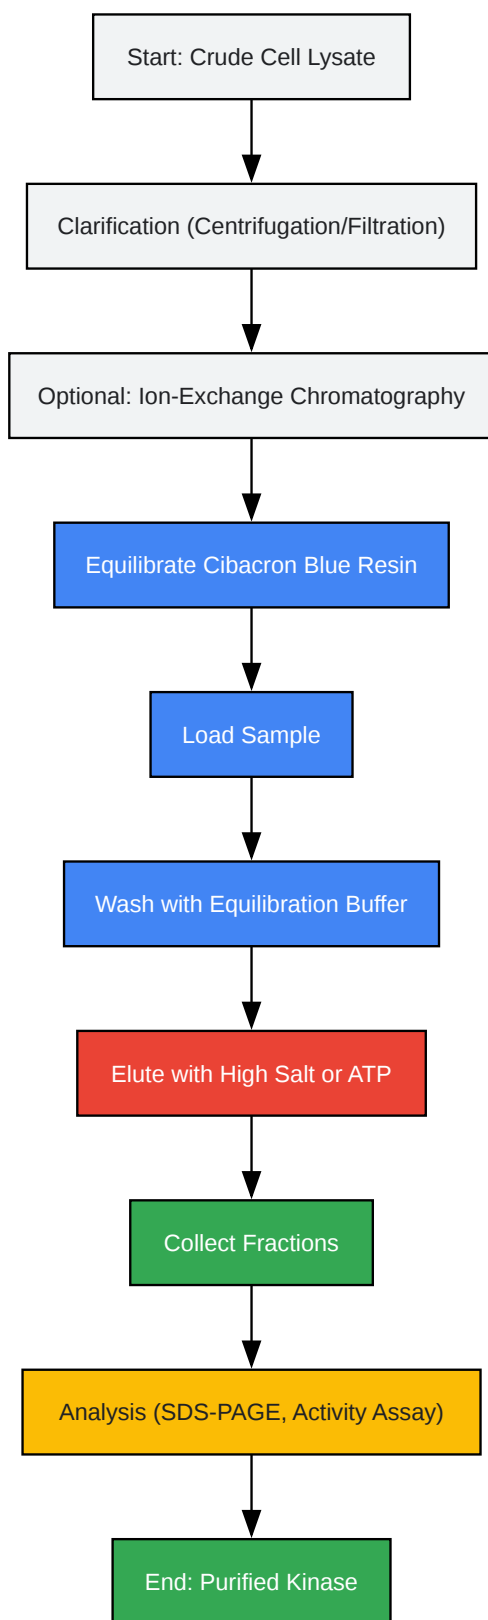 Start: Crude Cell Lysate
Clarification (Centrifugation/Filtration)
Optional: Ion-Exchange Chromatography
Equilibrate Cibacron Blue Resin
Load Sample
Wash with Equilibration Buffer
Elute with High Salt or ATP
Collect Fractions
Analysis (SDS-PAGE, Activity Assay)
End: Purified Kinase